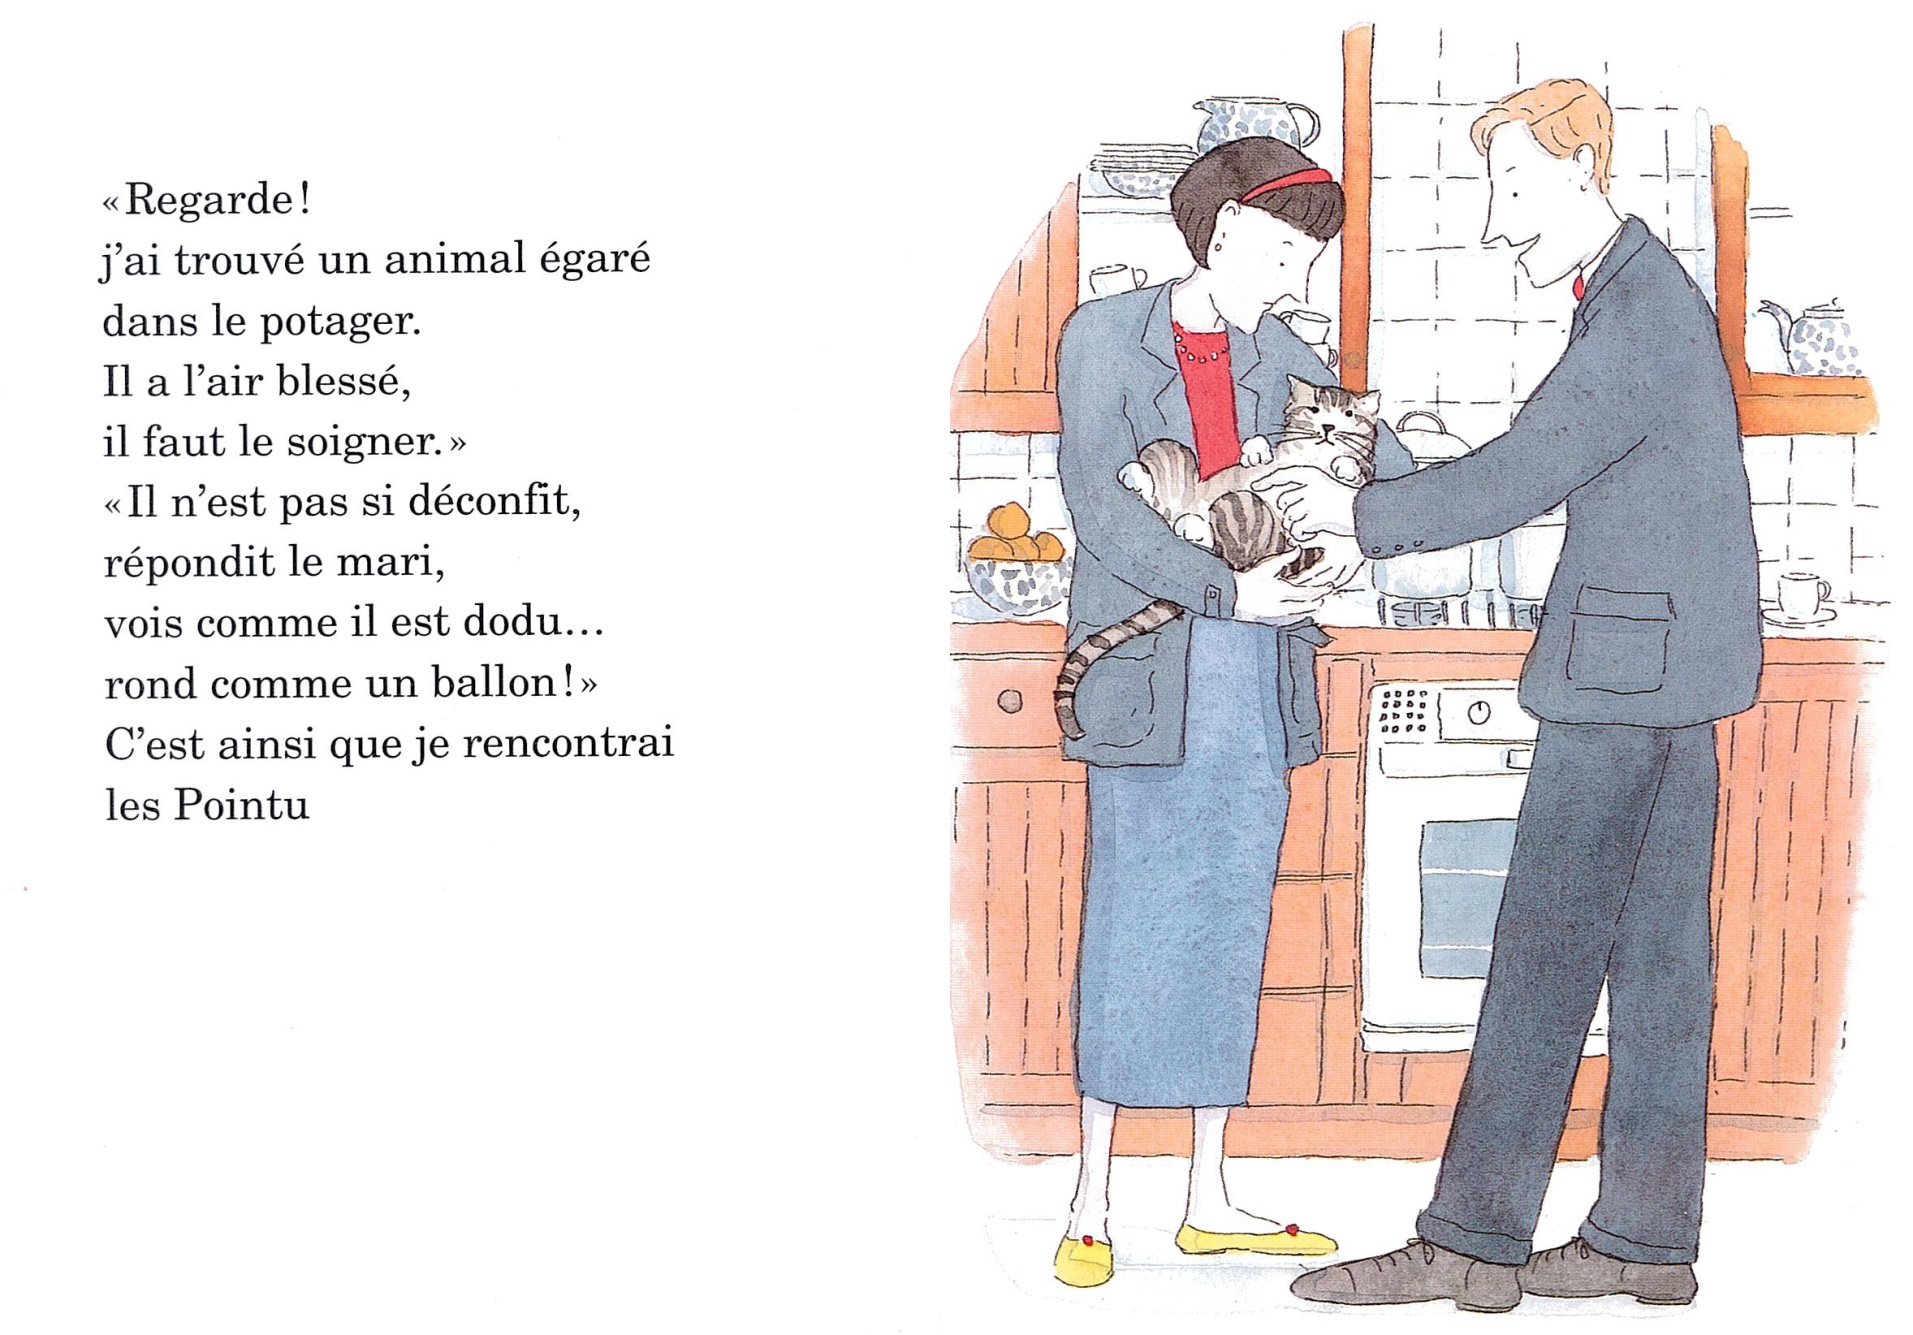 « Regarde !
j'ai trouvé un animal égaré
dans le potager.
Il a l'air blessé,
il faut le soigner. »
« Il n'est pas si déconfit,
répondit le mari,
vois comme il est dodu...
rond comme un ballon ! »
C'est ainsi que je rencontrai
les Pointu